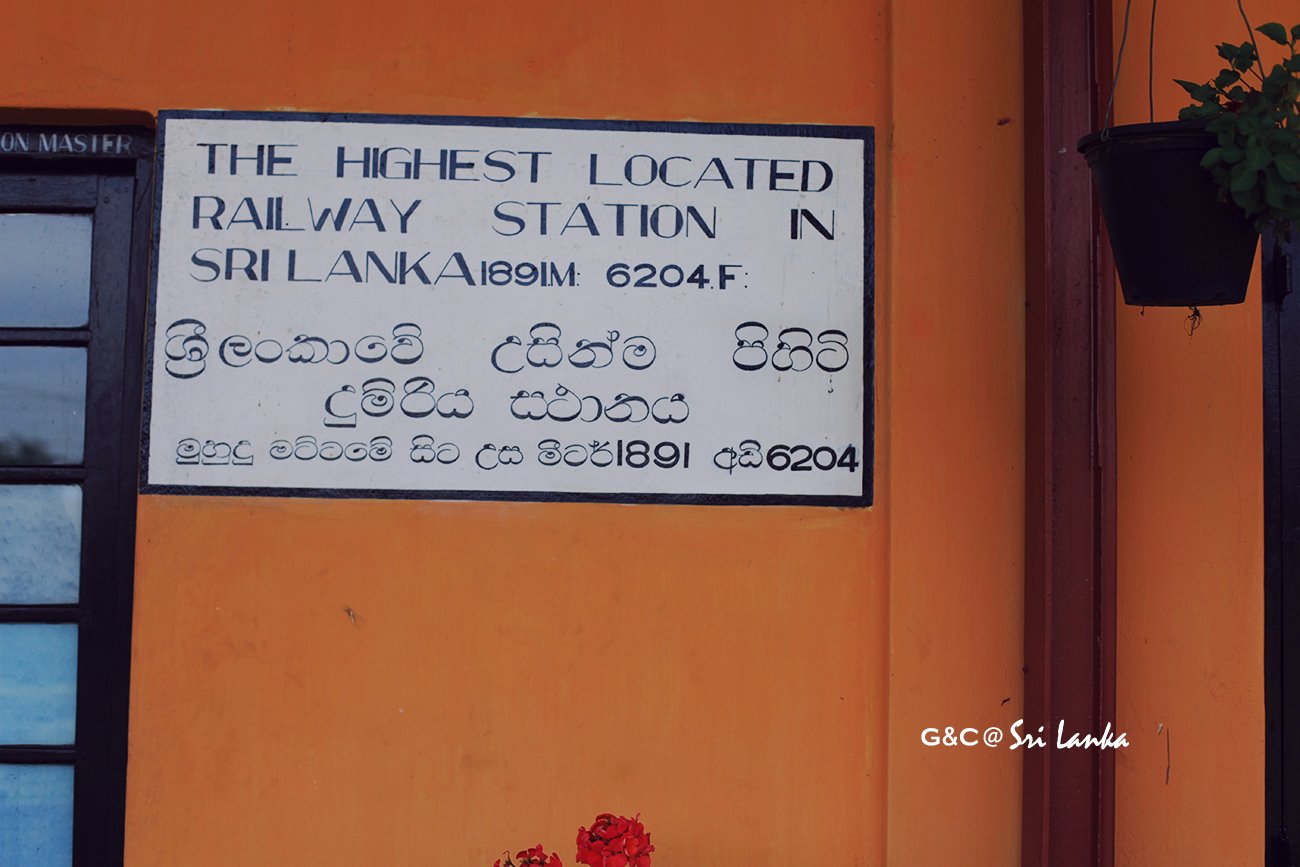 ON MASTER
THE HIGHEST LOCATED
RAILWAY STATION IN
SRI LANKA 1891.M: 6204.F:
ශ්‍රී ලංකාවේ උසින්ම පිහිටි
දුම්රිය ස්ථානය
මුහුදු මට්ටමේ සිට උස මීටර් 1891 අඩි 6204
G&C@ Sri Lanka